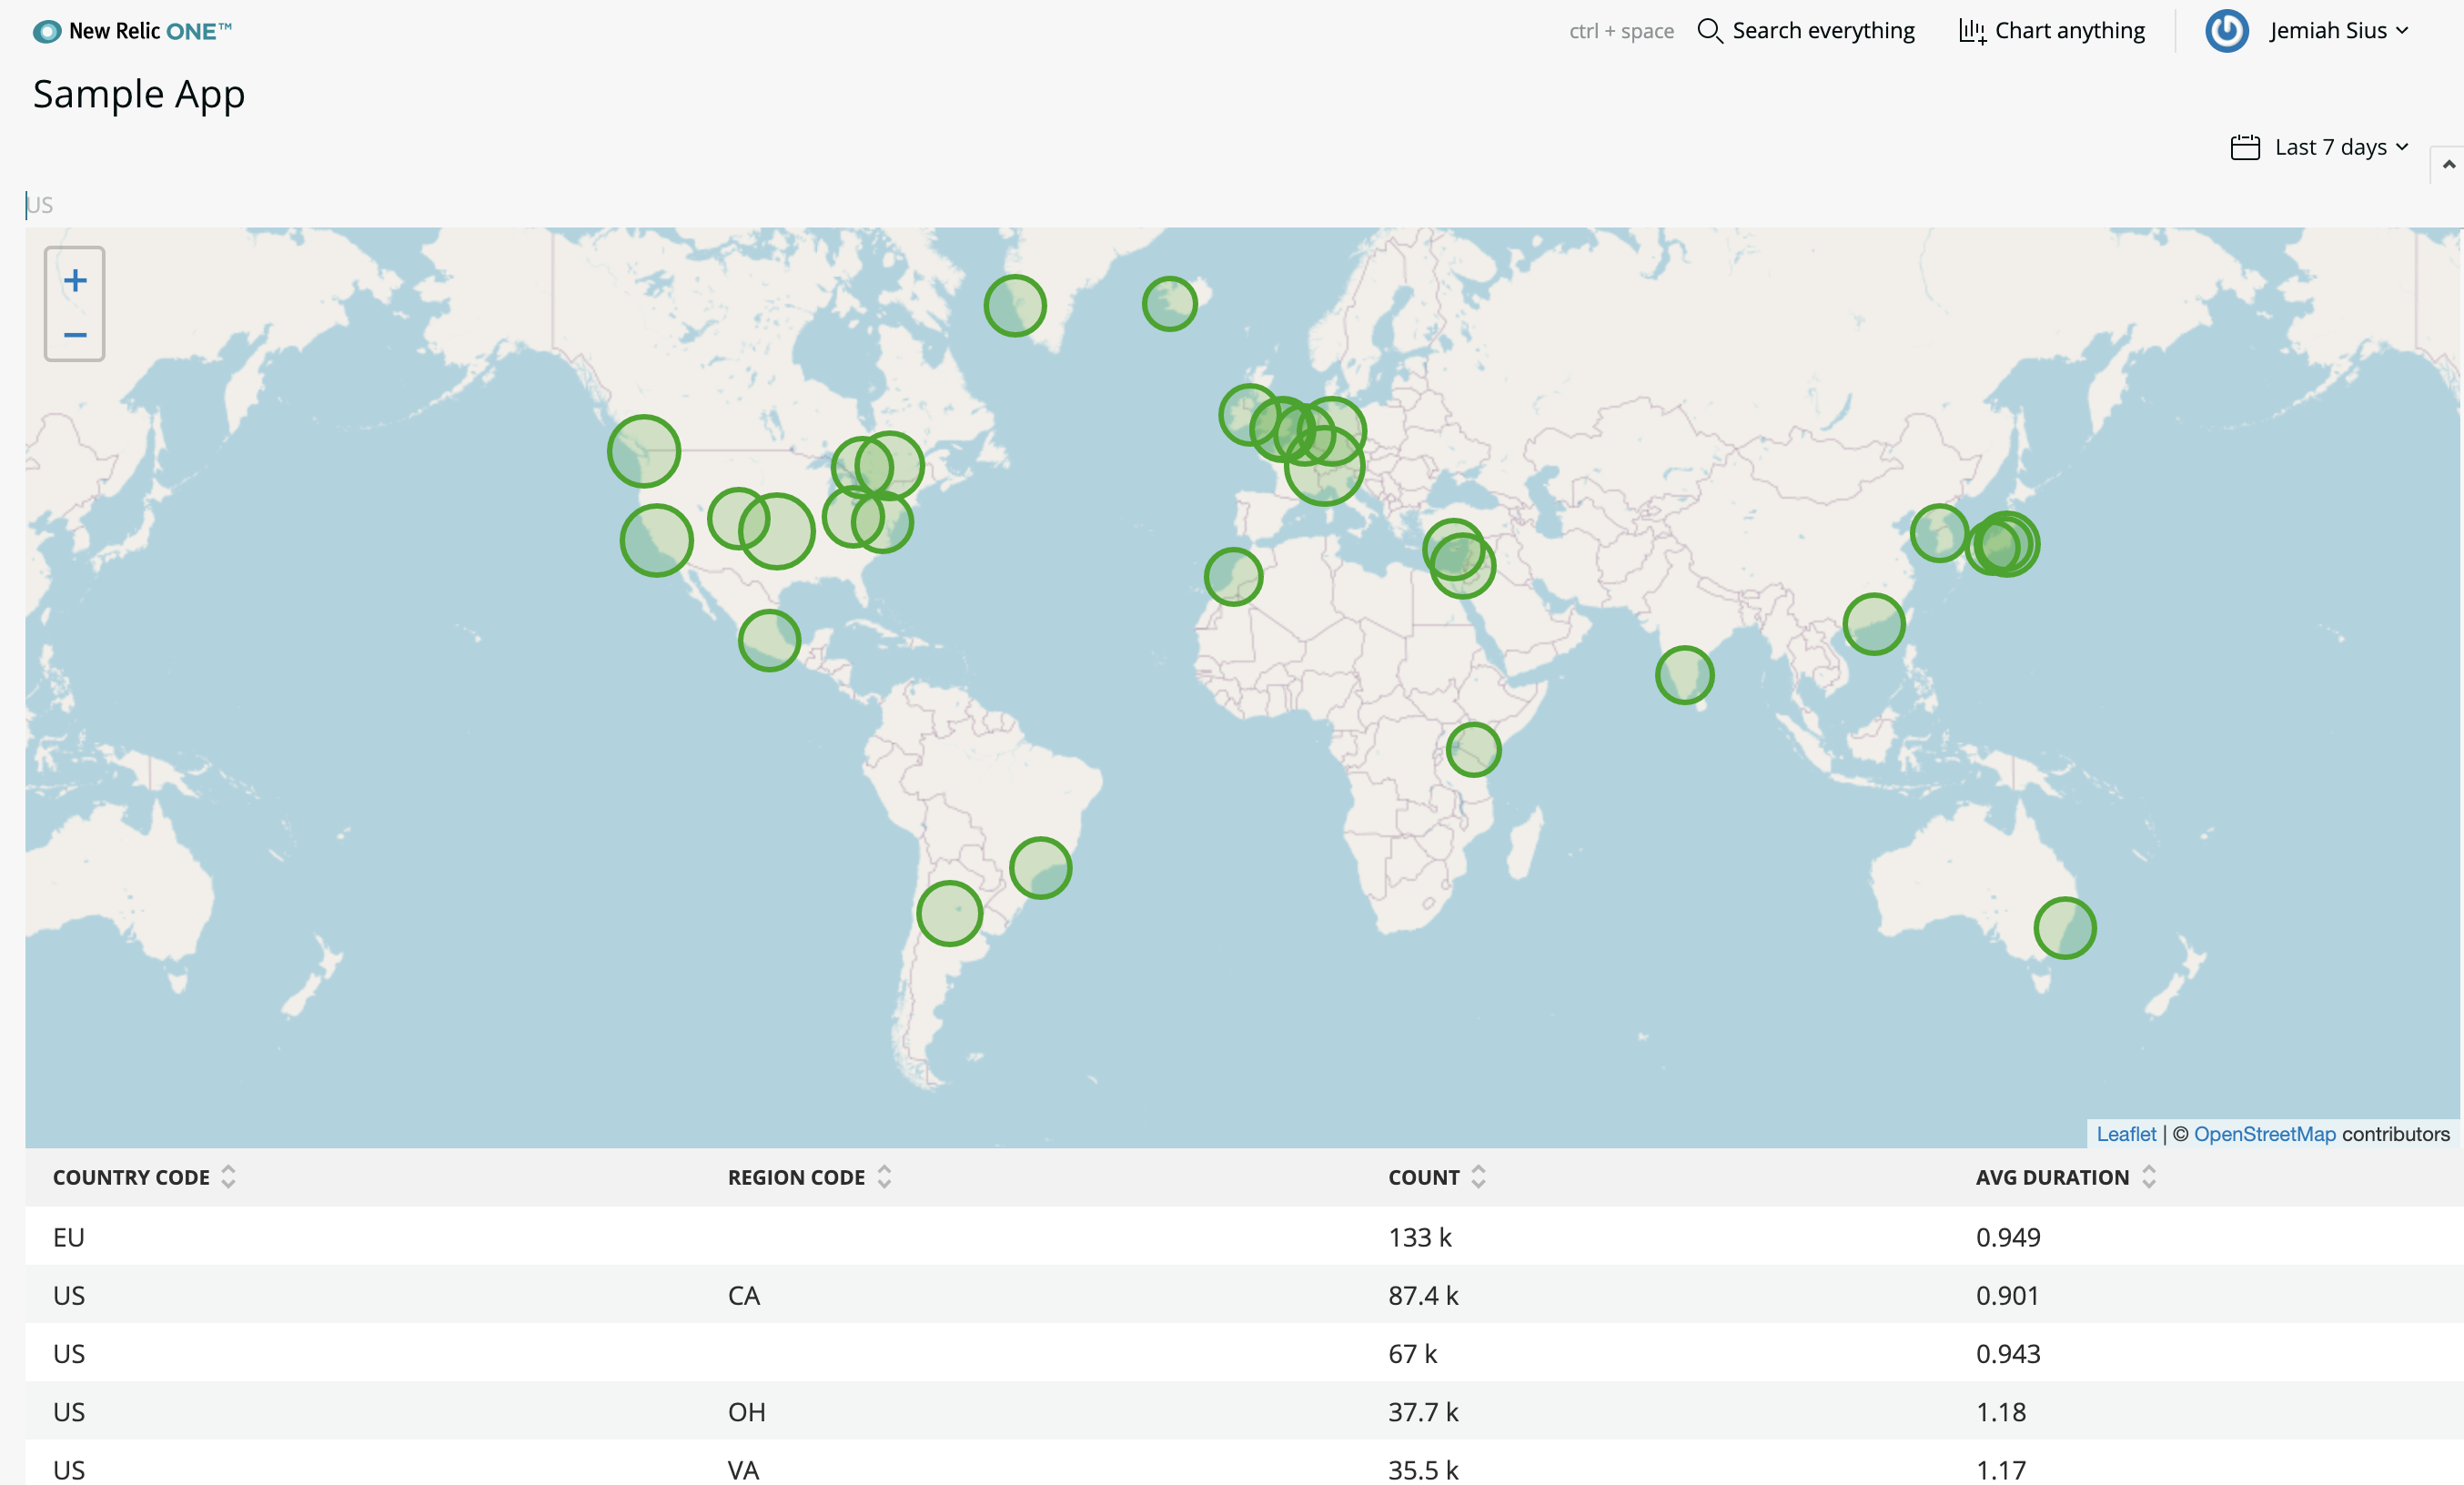 New Relic ONE™ ctrl + space Search everything Chart anything Jemiah Sius
Sample App
Last 7 days
US
+
−
Leaflet | © OpenStreetMap contributors
COUNTRY CODE REGION CODE COUNT AVG DURATION
EU 133 k 0.949
US CA 87.4 k 0.901
US 67 k 0.943
US OH 37.7 k 1.18
US VA 35.5 k 1.17